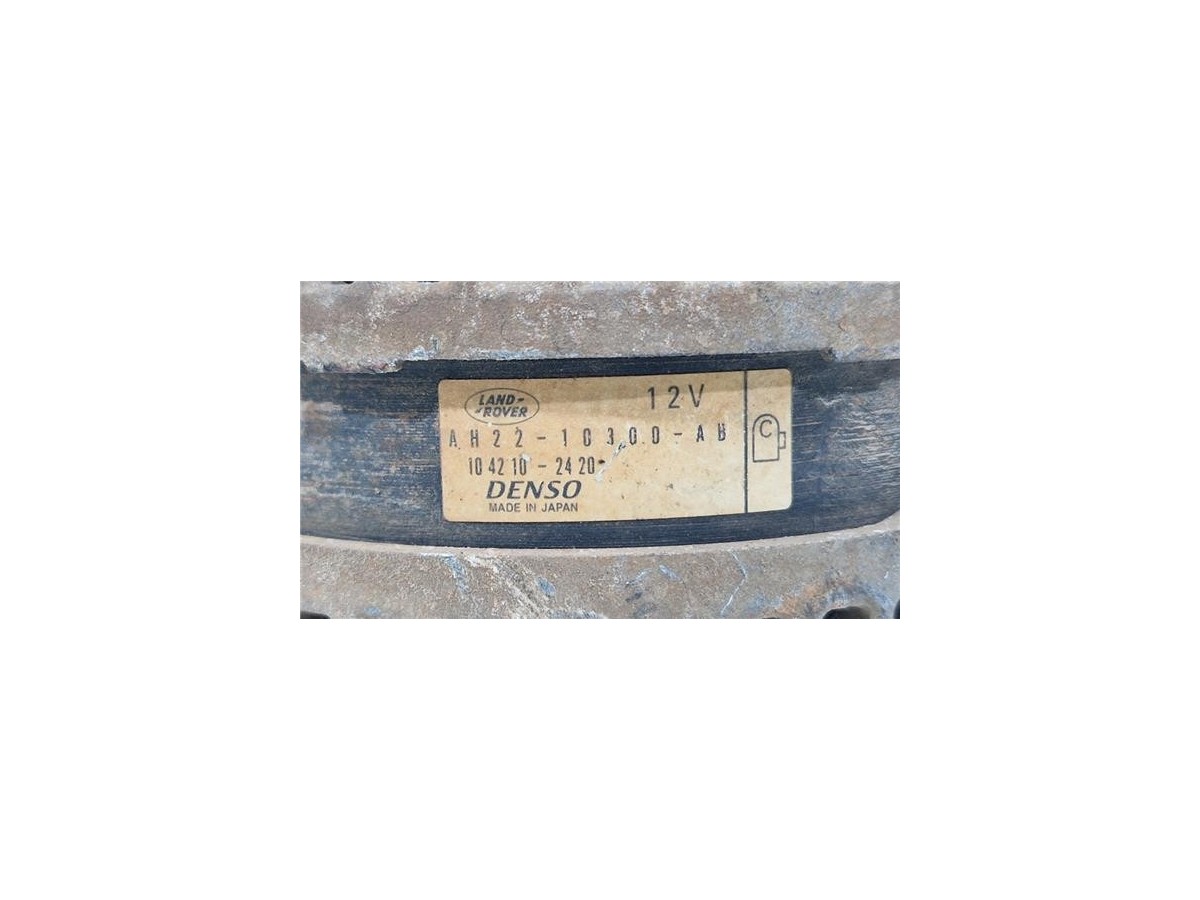 LAND-
-ROVER
12V
AH22-10300-AB
104210-2420
DENSO
MADE IN JAPAN
C